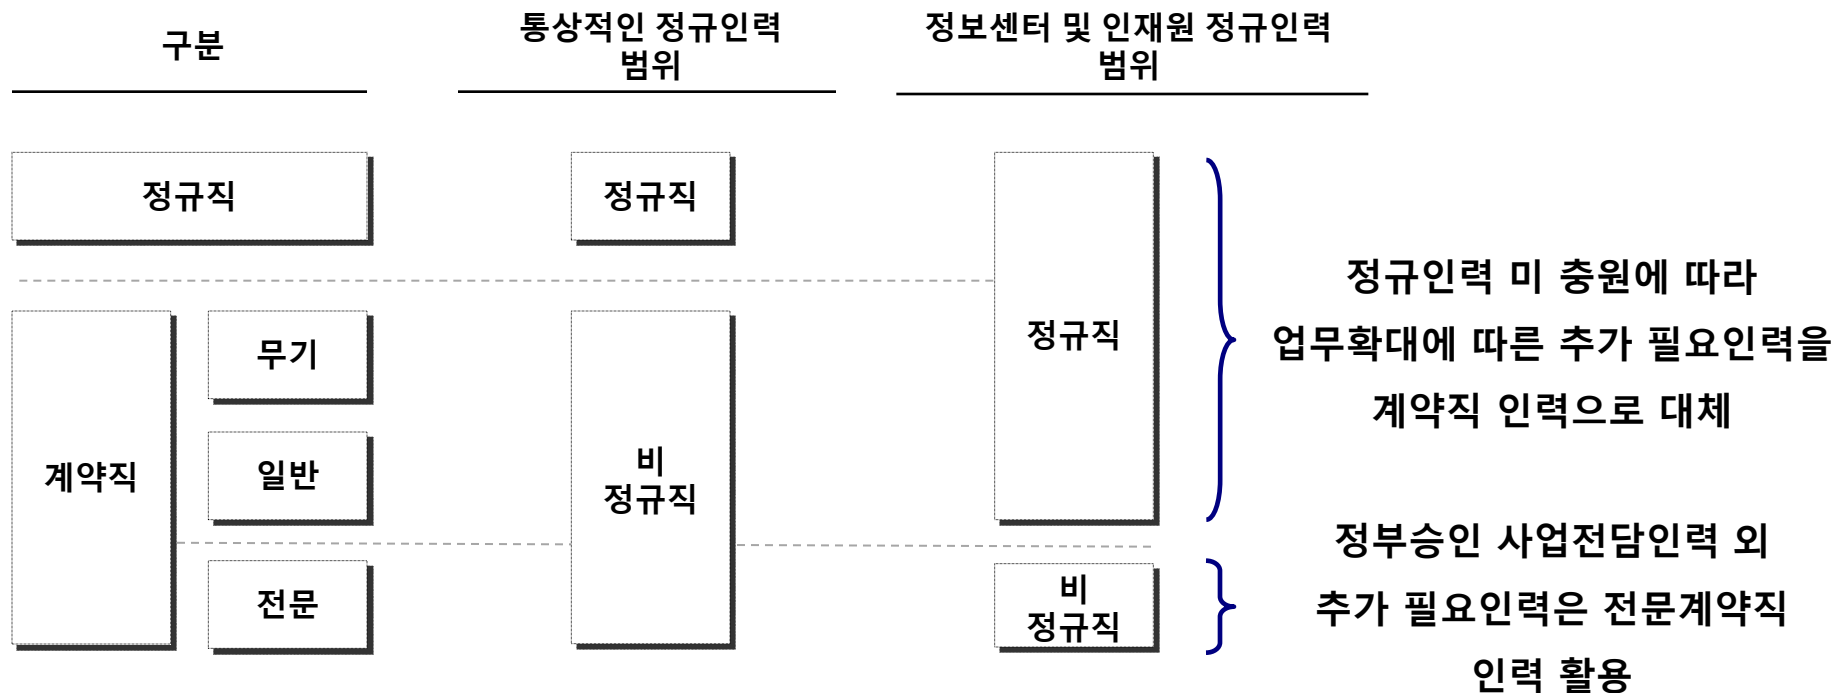 구분
통상적인 정규인력
범위
정보센터 및 인재원 정규인력
범위
정규직
정규직
정규직
계약직
무기
일반
전문
비
정규직
비
정규직
정규인력 미 충원에 따라
업무확대에 따른 추가 필요인력을
계약직 인력으로 대체
정부승인 사업전담인력 외
추가 필요인력은 전문계약직
인력 활용